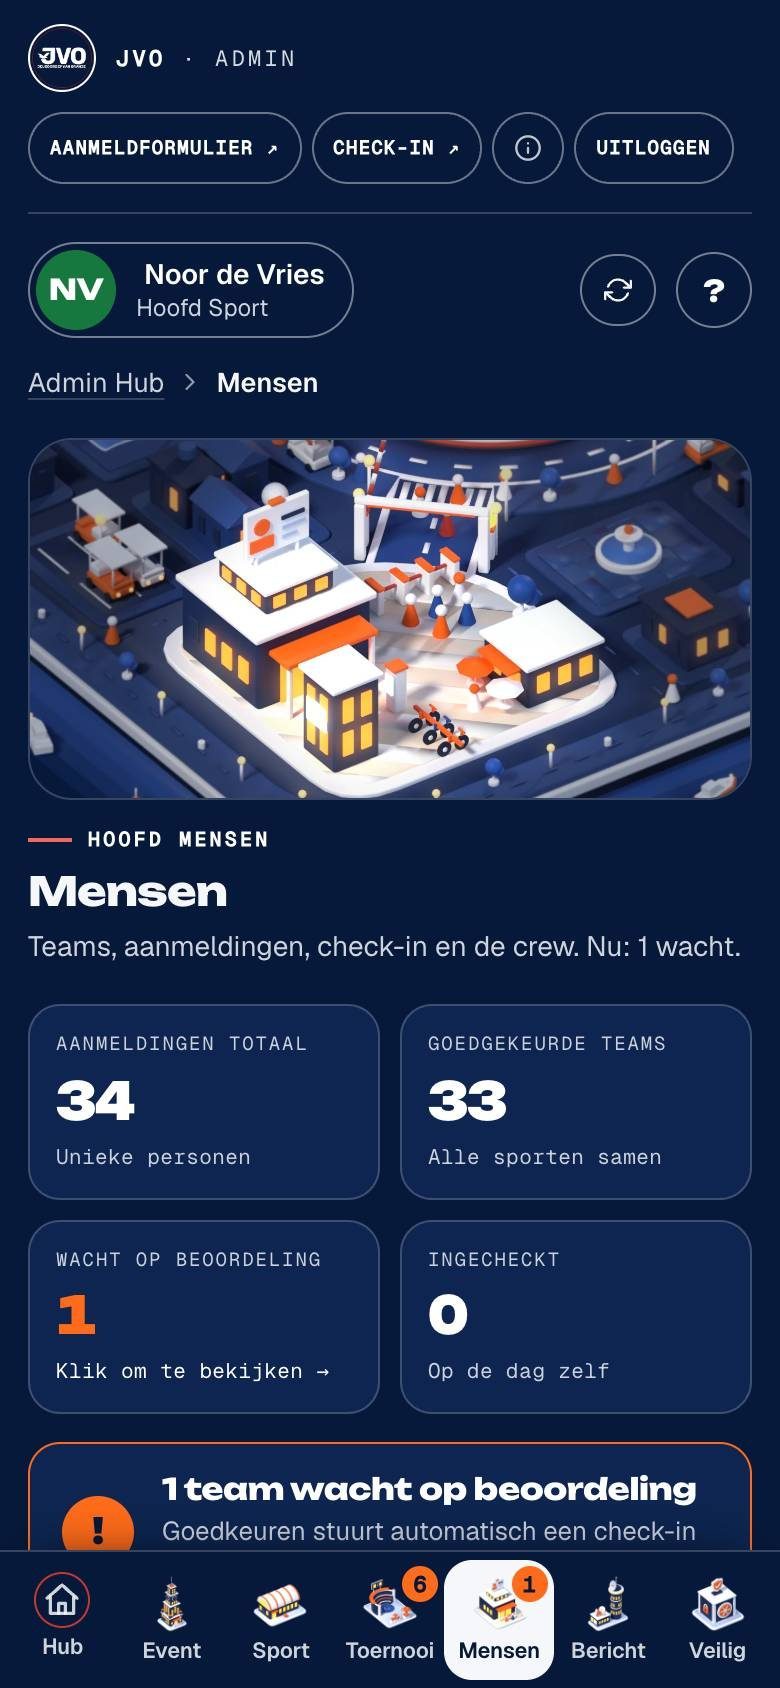 JVO
JVO · ADMIN
AANMELDFORMULIER ↗
CHECK-IN ↗
UITLOGGEN
NV
Noor de Vries
Hoofd Sport
?
Admin Hub > Mensen
HOOFD MENSEN
Mensen
Teams, aanmeldingen, check-in en de crew. Nu: 1 wacht.
AANMELDINGEN TOTAAL
34
Unieke personen
GOEDGEKEURDE TEAMS
33
Alle sporten samen
WACHT OP BEOORDELING
1
Klik om te bekijken →
INGECHECKT
0
Op de dag zelf
!
1 team wacht op beoordeling
Goedkeuren stuurt automatisch een check-in
Hub
Event
Sport
6
Toernooi
1
Mensen
Bericht
Veilig